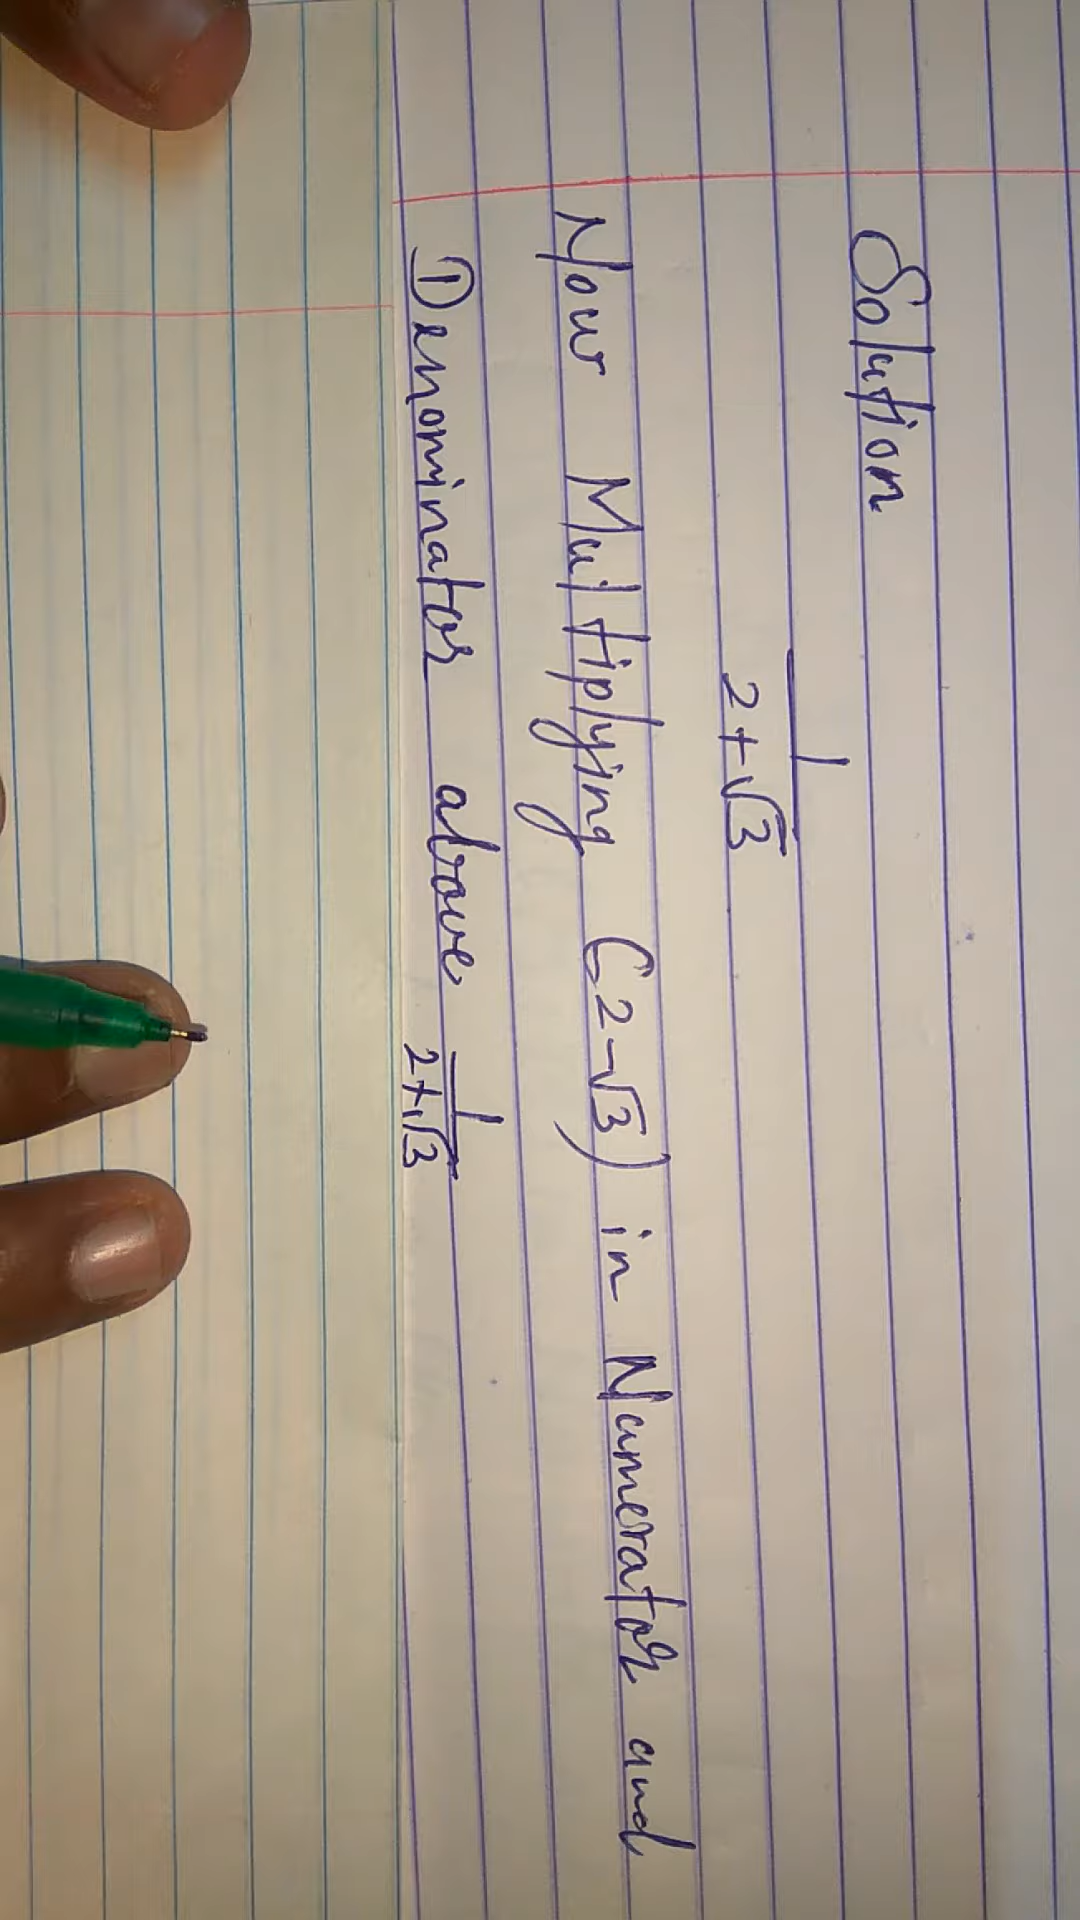 Solution
1
2+√3
Now Multiplying (2-√3) in Numerator and
Denominator above 1/2+√3